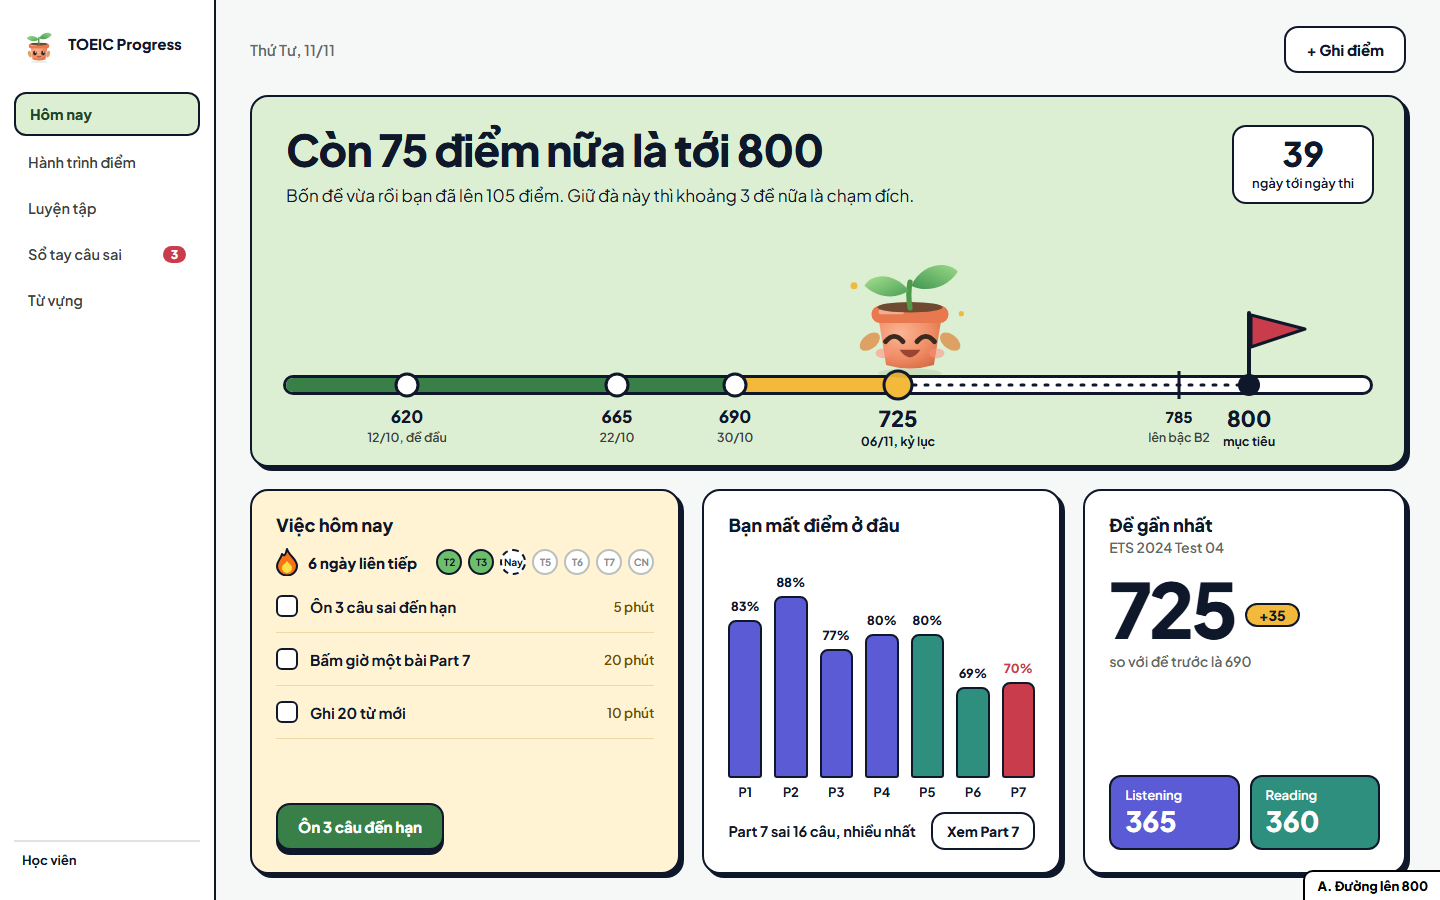 TOEIC Progress
Hôm nay
Hành trình điểm
Luyện tập
Sổ tay câu sai 3
Từ vựng
Học viên
Thứ Tư, 11/11
+ Ghi điểm
Còn 75 điểm nữa là tới 800
Bốn đề vừa rồi bạn đã lên 105 điểm. Giữ đà này thì khoảng 3 đề nữa là chạm đích.
39
ngày tới ngày thi
620
12/10, đề đầu
665
22/10
690
30/10
725
06/11, kỷ lục
785
lên bậc B2
800
mục tiêu
Việc hôm nay
6 ngày liên tiếp T2 T3 Nay T5 T6 T7 CN
Ôn 3 câu sai đến hạn 5 phút
Bấm giờ một bài Part 7 20 phút
Ghi 20 từ mới 10 phút
Ôn 3 câu đến hạn
Bạn mất điểm ở đâu
83% 88% 77% 80% 80% 69% 70%
P1 P2 P3 P4 P5 P6 P7
Part 7 sai 16 câu, nhiều nhất Xem Part 7
Đề gần nhất
ETS 2024 Test 04
725 +35
so với đề trước là 690
Listening
365
Reading
360
A. Đường lên 800